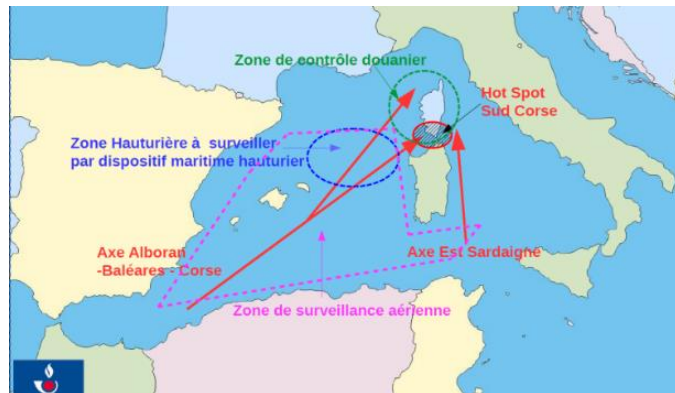 Zone de contrôle douanier
Hot Spot
Sud Corse
Zone Hauturière à surveiller
par dispositif maritime hauturier
Axe Alboran
-Baléares - Corse
Axe Est Sardaigne
Zone de surveillance aérienne